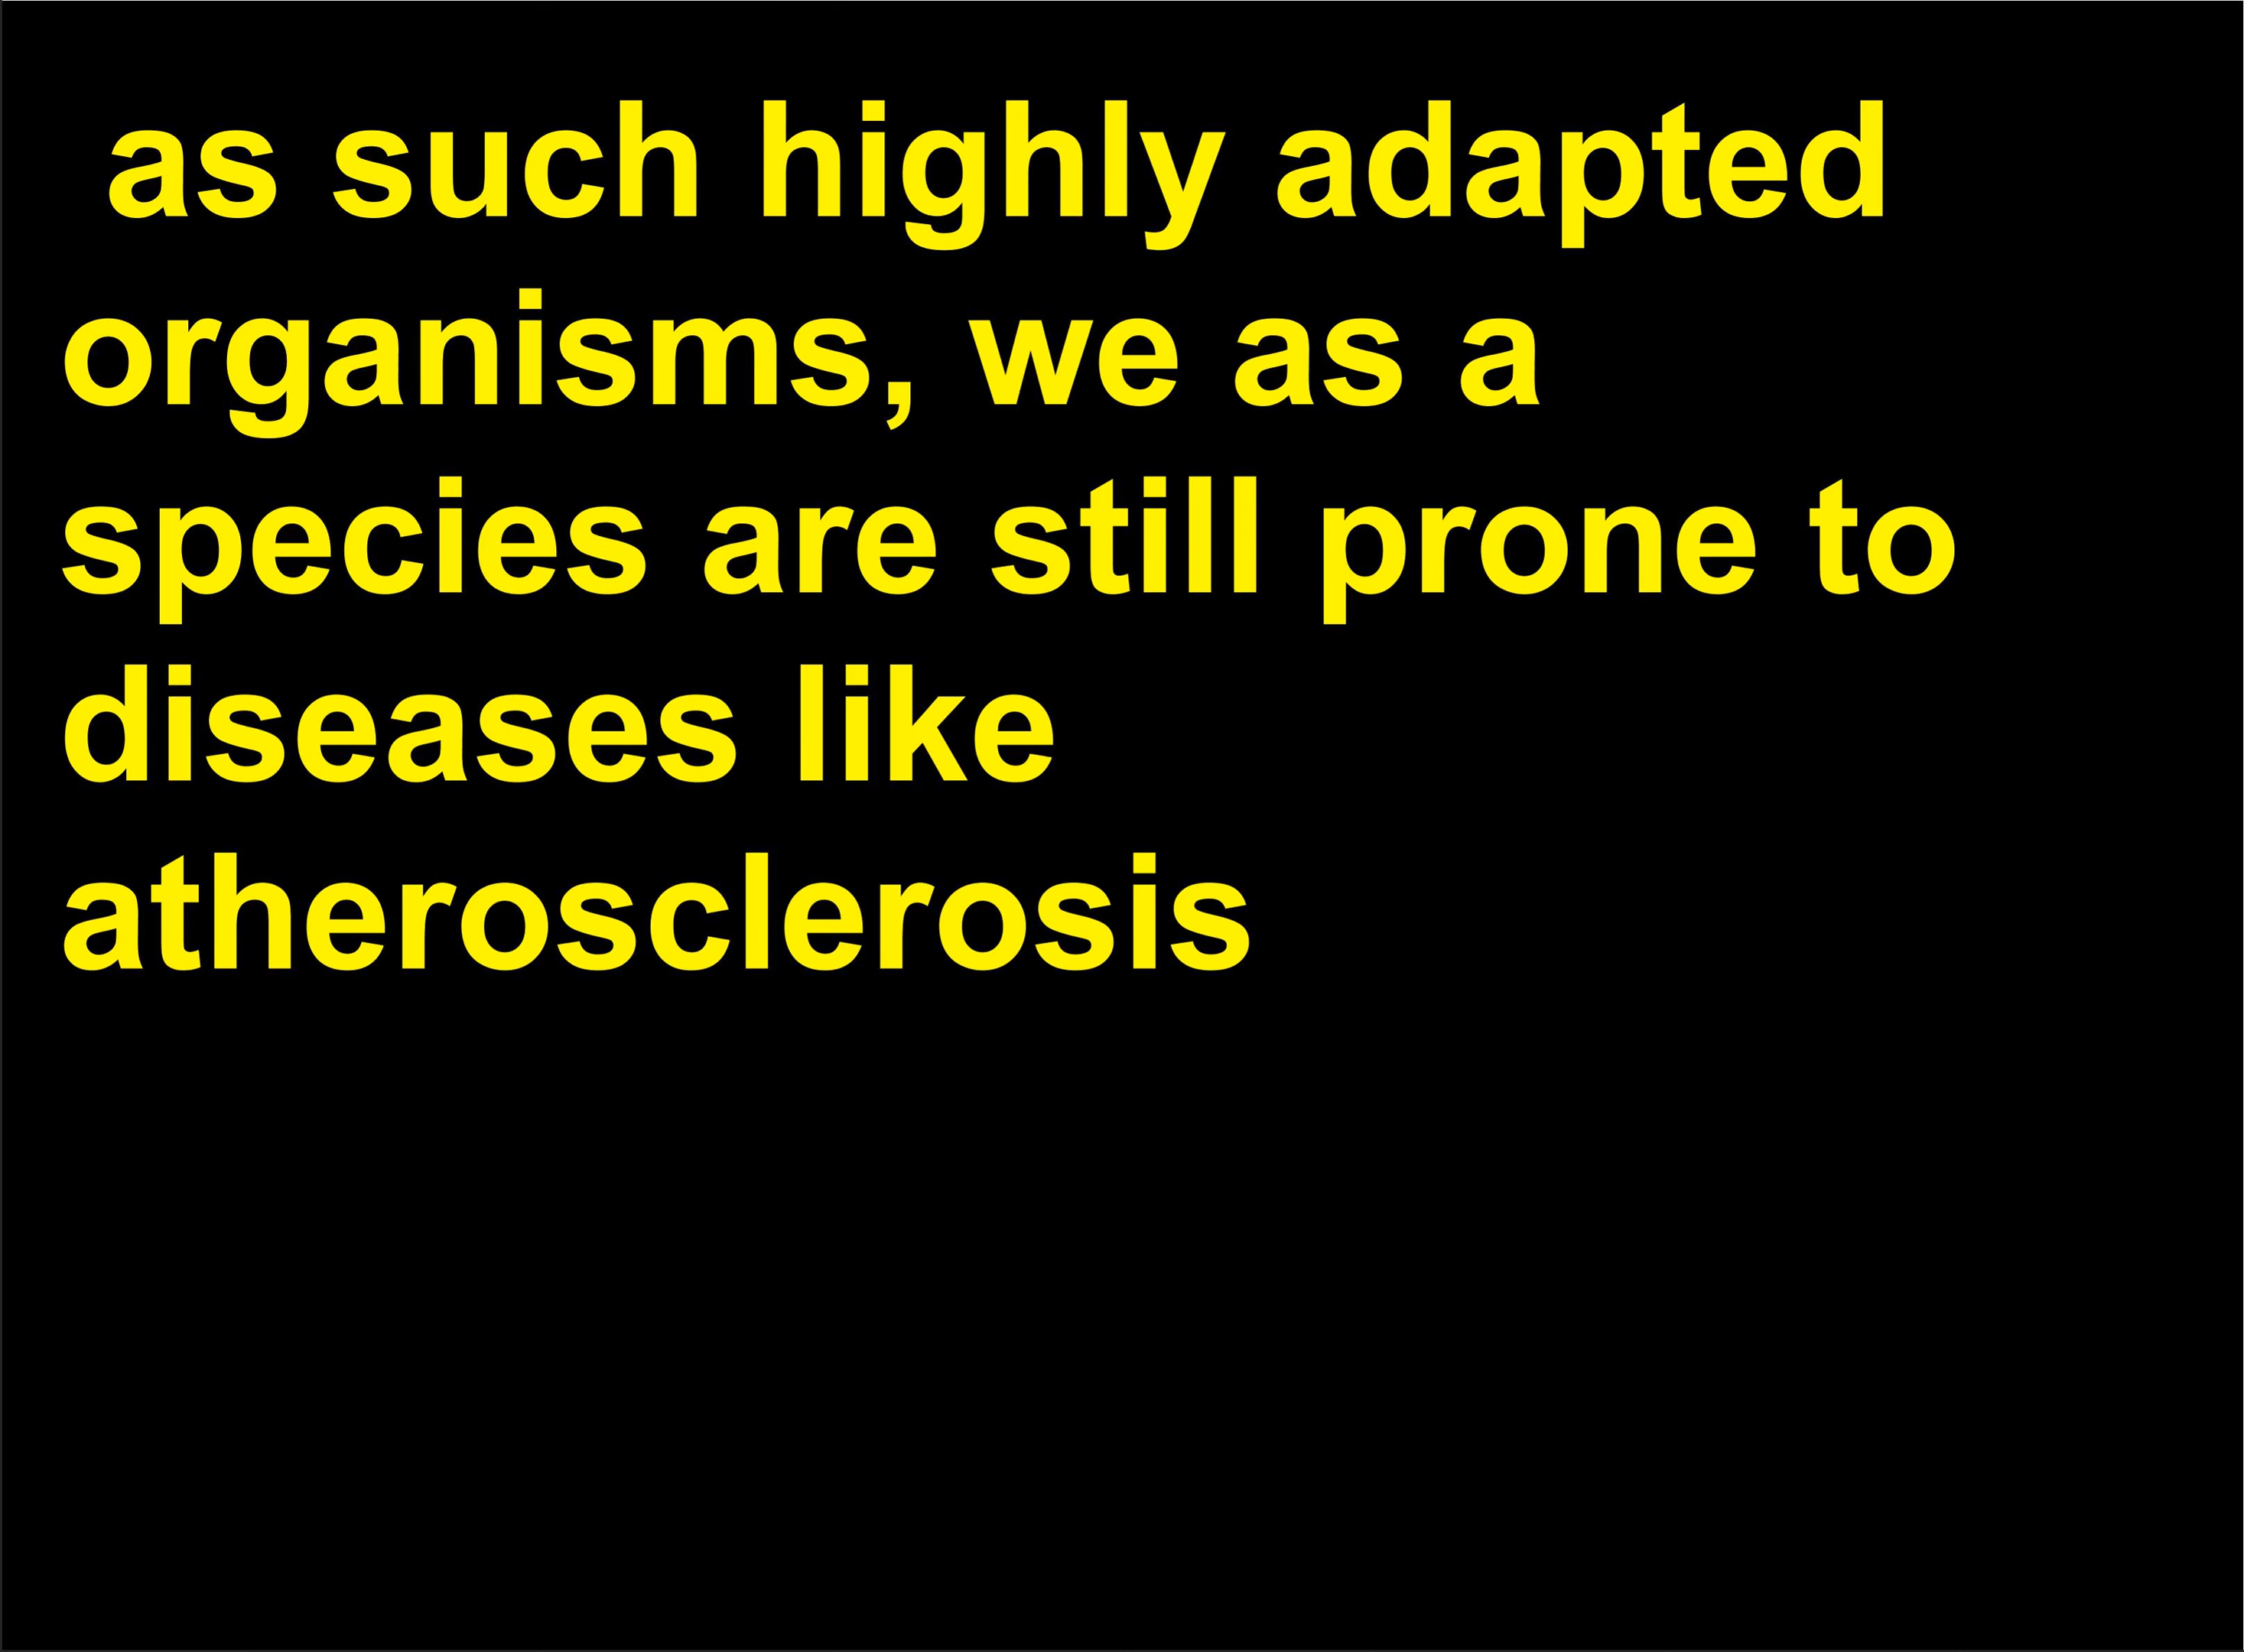 as such highly adapted
organisms, we as a
species are still prone to
diseases like
atherosclerosis